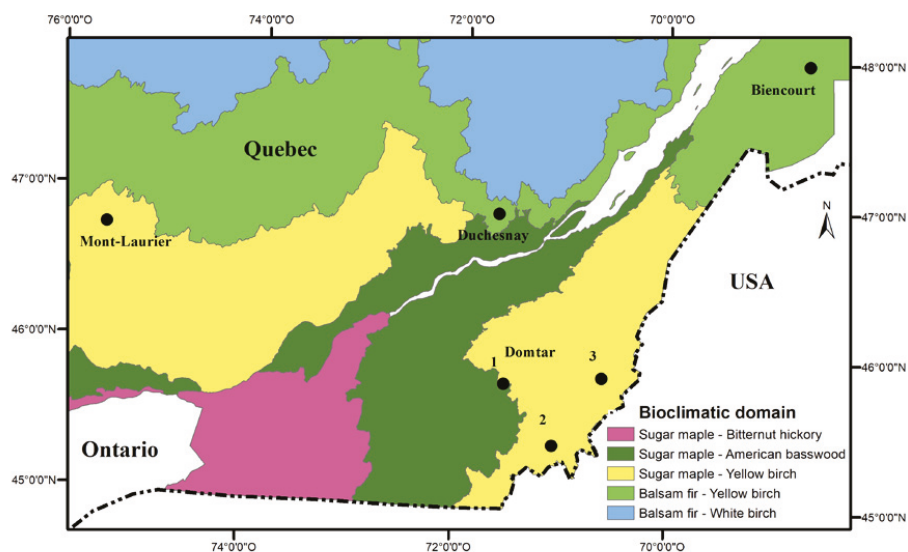 76°0'0"O
74°0'0"O
72°0'0"O
70°0'0"O
48°0'0"N
Biencourt
Quebec
47°0'0"N
47°0'0"N
N
Mont-Laurier
Duchesnay
USA
46°0'0"N
46°0'0"N
Domtar
1
3
2
Bioclimatic domain
Sugar maple - Bitternut hickory
Sugar maple - American basswood
Sugar maple - Yellow birch
Balsam fir - Yellow birch
Balsam fir - White birch
Ontario
45°0'0"N
45°0'0"N
74°0'0"O
72°0'0"O
70°0'0"O